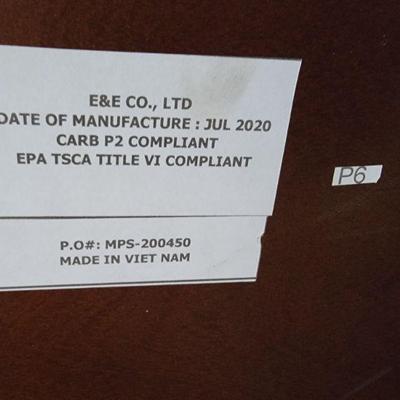 E&E CO., LTD
DATE OF MANUFACTURE : JUL 2020
CARB P2 COMPLIANT
EPA TSCA TITLE VI COMPLIANT
P6
P.O#: MPS-200450
MADE IN VIET NAM